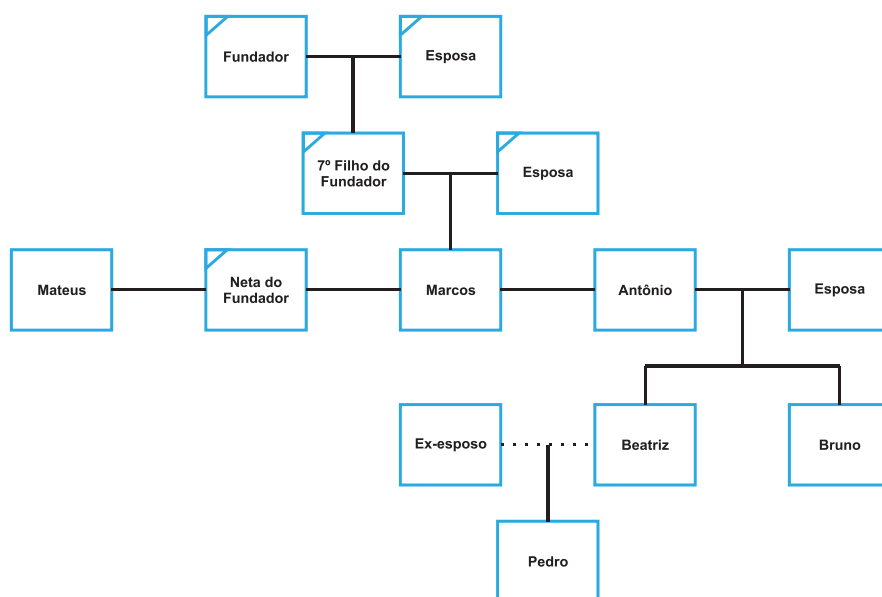 Fundador
Esposa
7º Filho do
Fundador
Esposa
Mateus
Neta do
Fundador
Marcos
Antônio
Esposa
Ex-esposo
Beatriz
Bruno
Pedro